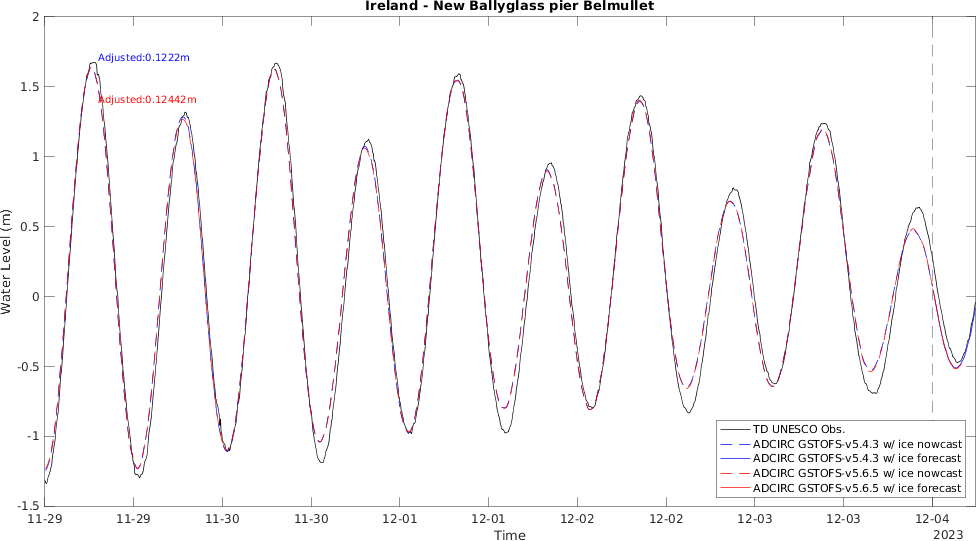 Ireland - New Ballyglass pier Belmullet
Water Level (m)
2
1.5
1
0.5
0
-0.5
-1
-1.5
Adjusted:0.1222m
Adjusted:0.12442m
TD UNESCO Obs.
ADCIRC GSTOFS-v5.4.3 w/ ice nowcast
ADCIRC GSTOFS-v5.4.3 w/ ice forecast
ADCIRC GSTOFS-v5.6.5 w/ ice nowcast
ADCIRC GSTOFS-v5.6.5 w/ ice forecast
11-29 11-29 11-30 11-30 12-01 12-01 12-02 12-02 12-03 12-03 12-04
2023
Time